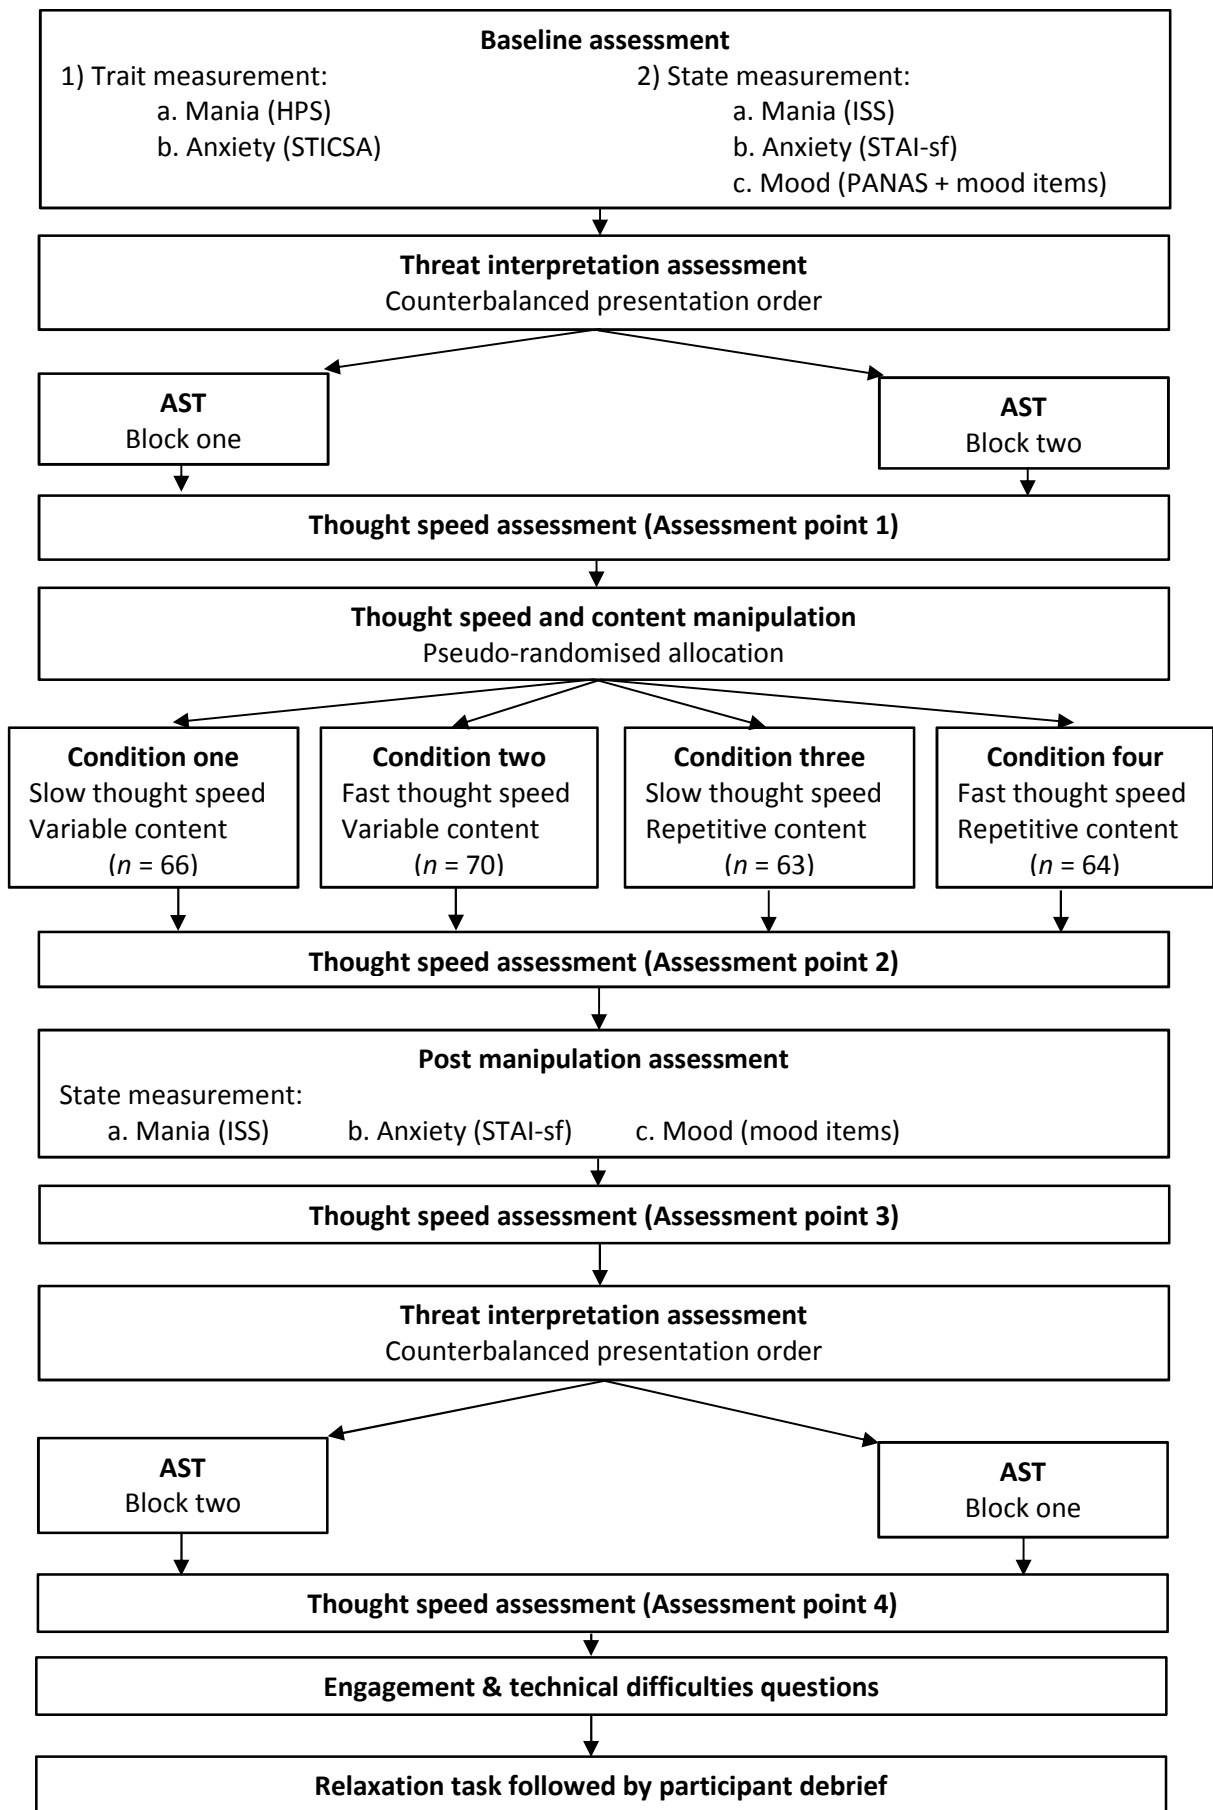 Baseline assessment
1) Trait measurement:
a. Mania (HPS)
b. Anxiety (STICSA)
2) State measurement:
a. Mania (ISS)
b. Anxiety (STAI-sf)
c. Mood (PANAS + mood items)
Threat interpretation assessment
Counterbalanced presentation order
AST
Block one
AST
Block two
Thought speed assessment (Assessment point 1)
Thought speed and content manipulation
Pseudo-randomised allocation
Condition one
Slow thought speed
Variable content
(n = 66)
Condition two
Fast thought speed
Variable content
(n = 70)
Condition three
Slow thought speed
Repetitive content
(n = 63)
Condition four
Fast thought speed
Repetitive content
(n = 64)
Thought speed assessment (Assessment point 2)
Post manipulation assessment
State measurement:
a. Mania (ISS) b. Anxiety (STAI-sf) c. Mood (mood items)
Thought speed assessment (Assessment point 3)
Threat interpretation assessment
Counterbalanced presentation order
AST
Block two
AST
Block one
Thought speed assessment (Assessment point 4)
Engagement & technical difficulties questions
Relaxation task followed by participant debrief